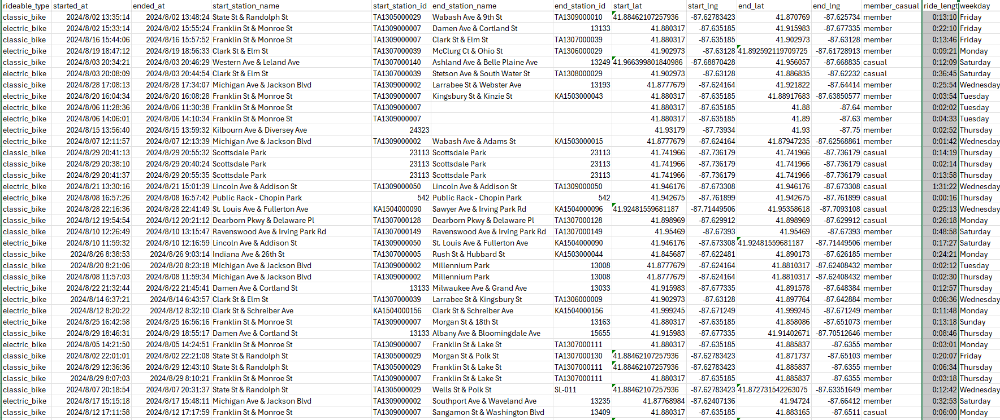 rideable_type started_at ended_at start_station_name start_station_id end_station_name end_station_id start_lat start_lng end_lat end_lng member_casual ride_lengt weekday
classic_bike 2024/8/02 13:35:14 2024/8/02 13:48:24 State St & Randolph St TA1305000029 Wabash Ave & 9th St TA1309000010 41.88462107257936 -87.62783423 41.870769 -87.625734 member 0:13:10 Friday
electric_bike 2024/8/02 15:33:14 2024/8/02 15:55:24 Franklin St & Monroe St TA1309000007 Damen Ave & Cortland St 13133 41.880317 -87.635185 41.915983 -87.677335 member 0:22:10 Friday
classic_bike 2024/8/16 15:44:06 2024/8/16 15:57:52 Franklin St & Monroe St TA1309000007 Clark St & Elm St TA1307000039 41.880317 -87.635185 41.902973 -87.63128 member 0:13:46 Friday
electric_bike 2024/8/19 18:47:12 2024/8/19 18:56:33 Clark St & Elm St TA1307000039 McClurg Ct & Ohio St TA1306000029 41.902973 -87.63128 41.892592119709725 -87.61728913 member 0:09:21 Monday
classic_bike 2024/8/03 20:34:21 2024/8/03 20:46:29 Western Ave & Leland Ave TA1307000140 Ashland Ave & Belle Plaine Ave 13249 41.966399801840986 -87.68870428 41.956057 -87.668835 casual 0:12:09 Saturday
electric_bike 2024/8/03 20:08:09 2024/8/03 20:44:54 Clark St & Elm St TA1307000039 Stetson Ave & South Water St TA1308000029 41.902973 -87.63128 41.886835 -87.62232 casual 0:36:45 Saturday
classic_bike 2024/8/28 17:08:13 2024/8/28 17:34:07 Michigan Ave & Jackson Blvd TA1309000002 Larrabee St & Webster Ave 13193 41.8777679 -87.624164 41.921822 -87.64414 member 0:25:54 Wednesday
electric_bike 2024/8/20 16:04:34 2024/8/20 16:08:28 Franklin St & Monroe St TA1309000007 Kingsbury St & Kinzie St KA1503000043 41.880317 -87.635185 41.88917683 -87.63850577 member 0:03:54 Tuesday
electric_bike 2024/8/06 11:28:36 2024/8/06 11:30:38 Franklin St & Monroe St TA1309000007 41.880317 -87.635185 41.88 -87.64 member 0:02:02 Tuesday
electric_bike 2024/8/06 14:06:01 2024/8/06 14:10:34 Franklin St & Monroe St TA1309000007 41.880317 -87.635185 41.89 -87.63 member 0:04:33 Tuesday
electric_bike 2024/8/15 13:56:40 2024/8/15 13:59:32 Kilbourn Ave & Diversey Ave 24323 41.93179 -87.73934 41.93 -87.75 member 0:02:52 Thursday
electric_bike 2024/8/07 12:11:57 2024/8/07 12:13:39 Michigan Ave & Jackson Blvd TA1309000002 Wabash Ave & Adams St KA1503000015 41.8777679 -87.624164 41.87947235 -87.62568861 member 0:01:42 Wednesday
classic_bike 2024/8/29 20:41:13 2024/8/29 20:55:32 Scottsdale Park 23113 Scottsdale Park 23113 41.741966 -87.736179 41.741966 -87.736179 casual 0:14:19 Thursday
classic_bike 2024/8/29 20:38:10 2024/8/29 20:40:24 Scottsdale Park 23113 Scottsdale Park 23113 41.741966 -87.736179 41.741966 -87.736179 casual 0:02:14 Thursday
classic_bike 2024/8/29 20:41:37 2024/8/29 20:55:35 Scottsdale Park 23113 Scottsdale Park 23113 41.741966 -87.736179 41.741966 -87.736179 casual 0:13:58 Thursday
electric_bike 2024/8/21 13:30:16 2024/8/21 15:01:39 Lincoln Ave & Addison St TA1309000050 Lincoln Ave & Addison St TA1309000050 41.946176 -87.673308 41.946176 -87.673308 casual 1:31:22 Wednesday
electric_bike 2024/8/08 16:57:26 2024/8/08 16:57:42 Public Rack - Chopin Park 542 Public Rack - Chopin Park 542 41.942675 -87.761899 41.942675 -87.761899 casual 0:00:16 Thursday
classic_bike 2024/8/28 22:16:36 2024/8/28 22:41:49 St. Louis Ave & Fullerton Ave KA1504000090 Sawyer Ave & Irving Park Rd KA1504000096 41.92481559681187 -87.71449506 41.95358618 -87.7093108 casual 0:25:13 Wednesday
classic_bike 2024/8/12 19:54:54 2024/8/12 20:21:12 Dearborn Pkwy & Delaware Pl TA1307000128 Dearborn Pkwy & Delaware Pl TA1307000128 41.898969 -87.629912 41.898969 -87.629912 casual 0:26:18 Monday
classic_bike 2024/8/10 12:26:49 2024/8/10 13:15:47 Ravenswood Ave & Irving Park Rd TA1307000149 Ravenswood Ave & Irving Park Rd TA1307000149 41.95469 -87.67393 41.95469 -87.67393 member 0:48:58 Saturday
electric_bike 2024/8/10 11:59:32 2024/8/10 12:16:59 Lincoln Ave & Addison St TA1309000050 St. Louis Ave & Fullerton Ave KA1504000090 41.946176 -87.673308 41.92481559681187 -87.71449506 member 0:17:27 Saturday
classic_bike 2024/8/26 8:38:53 2024/8/26 9:03:14 Indiana Ave & 26th St TA1307000005 Rush St & Hubbard St KA1503000044 41.845687 -87.622481 41.890173 -87.626185 member 0:24:21 Monday
classic_bike 2024/8/20 8:21:06 2024/8/20 8:23:18 Michigan Ave & Jackson Blvd TA1309000002 Millennium Park 13008 41.8777679 -87.624164 41.8810317 -87.62408432 member 0:02:12 Tuesday
classic_bike 2024/8/08 11:57:03 2024/8/08 11:59:34 Michigan Ave & Jackson Blvd TA1309000002 Millennium Park 13008 41.8777679 -87.624164 41.8810317 -87.62408432 member 0:02:30 Thursday
electric_bike 2024/8/22 21:32:44 2024/8/22 21:45:41 Damen Ave & Cortland St 13133 Milwaukee Ave & Grand Ave 13033 41.915983 -87.677335 41.891578 -87.648384 member 0:12:57 Thursday
electric_bike 2024/8/14 6:37:21 2024/8/14 6:43:57 Clark St & Elm St TA1307000039 Larrabee St & Kingsbury St TA1306000009 41.902973 -87.63128 41.897764 -87.642884 member 0:06:36 Wednesday
electric_bike 2024/8/12 8:20:22 2024/8/12 8:32:10 Clark St & Schreiber Ave KA1504000156 Clark St & Schreiber Ave KA1504000156 41.999245 -87.671249 41.999245 -87.671249 member 0:11:48 Monday
electric_bike 2024/8/25 16:42:58 2024/8/25 16:56:16 Franklin St & Monroe St TA1309000007 Morgan St & 18th St 13163 41.880317 -87.635185 41.858086 -87.651073 member 0:13:18 Sunday
classic_bike 2024/8/29 18:46:31 2024/8/29 18:55:17 Damen Ave & Cortland St 13133 Albany Ave & Bloomingdale Ave 15655 41.915983 -87.677335 41.91402671 -87.70512646 member 0:08:46 Thursday
electric_bike 2024/8/05 14:21:50 2024/8/05 14:24:51 Franklin St & Monroe St TA1309000007 Franklin St & Lake St TA1307000111 41.880317 -87.635185 41.885837 -87.6355 member 0:03:01 Monday
classic_bike 2024/8/02 22:01:01 2024/8/02 22:21:08 State St & Randolph St TA1305000029 Morgan St & Polk St TA1307000130 41.88462107257936 -87.62783423 41.871737 -87.65103 member 0:20:07 Friday
classic_bike 2024/8/29 12:36:36 2024/8/29 12:43:10 State St & Randolph St TA1305000029 Franklin St & Lake St TA1307000111 41.88462107257936 -87.62783423 41.885837 -87.6355 member 0:06:34 Thursday
classic_bike 2024/8/29 8:07:03 2024/8/29 8:10:21 Franklin St & Monroe St TA1309000007 Franklin St & Lake St TA1307000111 41.880317 -87.635185 41.885837 -87.6355 member 0:03:18 Thursday
classic_bike 2024/8/07 20:18:54 2024/8/07 20:31:37 State St & Randolph St TA1305000029 Wells St & Polk St SL-011 41.88462107257936 -87.62783423 41.872731542263075 -87.63351649 member 0:12:42 Wednesday
electric_bike 2024/8/17 15:15:18 2024/8/17 15:48:11 Michigan Ave & Jackson Blvd TA1309000002 Southport Ave & Waveland Ave 13235 41.87768984 -87.62407136 41.94724 -87.66412 member 0:32:53 Saturday
classic_bike 2024/8/12 17:11:58 2024/8/12 17:17:59 Franklin St & Monroe St TA1309000007 Sangamon St & Washington Blvd 13409 41.880317 -87.635185 41.883165 -87.6511 casual 0:06:00 Monday